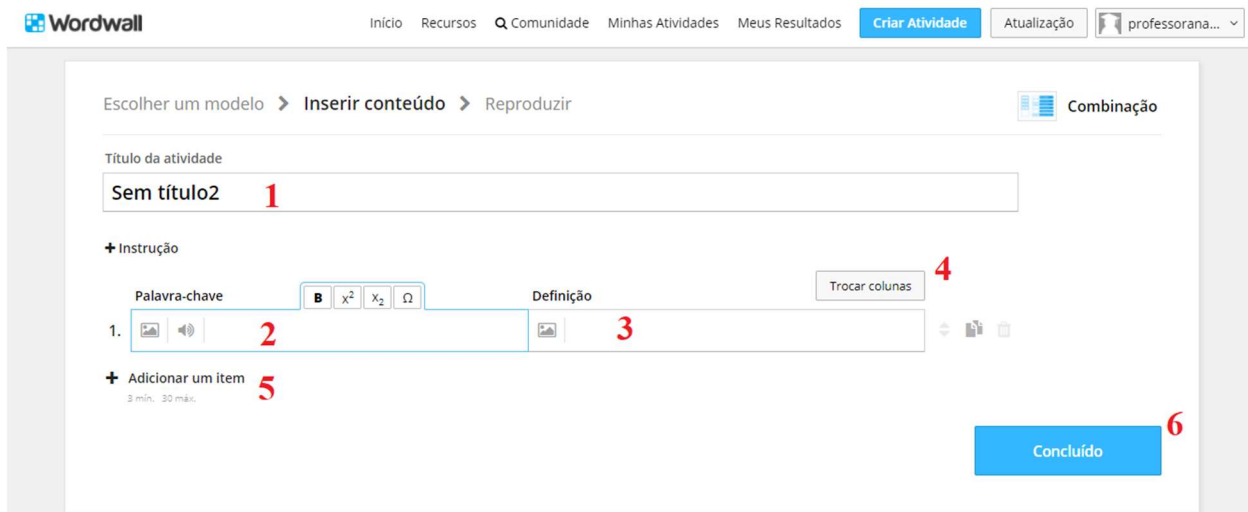 Wordwall Início Recursos Comunidade Minhas Atividades Meus Resultados Criar Atividade Atualização professorana...
Escolher um modelo > Inserir conteúdo > Reproduzir Combinação
Título da atividade
Sem título2 1
+ Instrução
4
Trocar colunas
Palavra-chave B x² x₂ Ω Definição
1. 2 3
+ Adicionar um item 5
3 mín. 30 máx.
6
Concluído